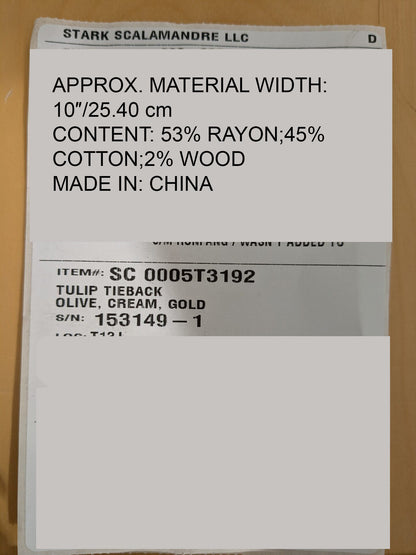 STARK SCALAMANDRE LLC D
APPROX. MATERIAL WIDTH:
10"/25.40 cm
CONTENT: 53% RAYON;45%
COTTON;2% WOOD
MADE IN: CHINA
ITEM#: SC 0005T3192
TULIP TIEBACK
OLIVE, CREAM, GOLD
S/N: 153149-1